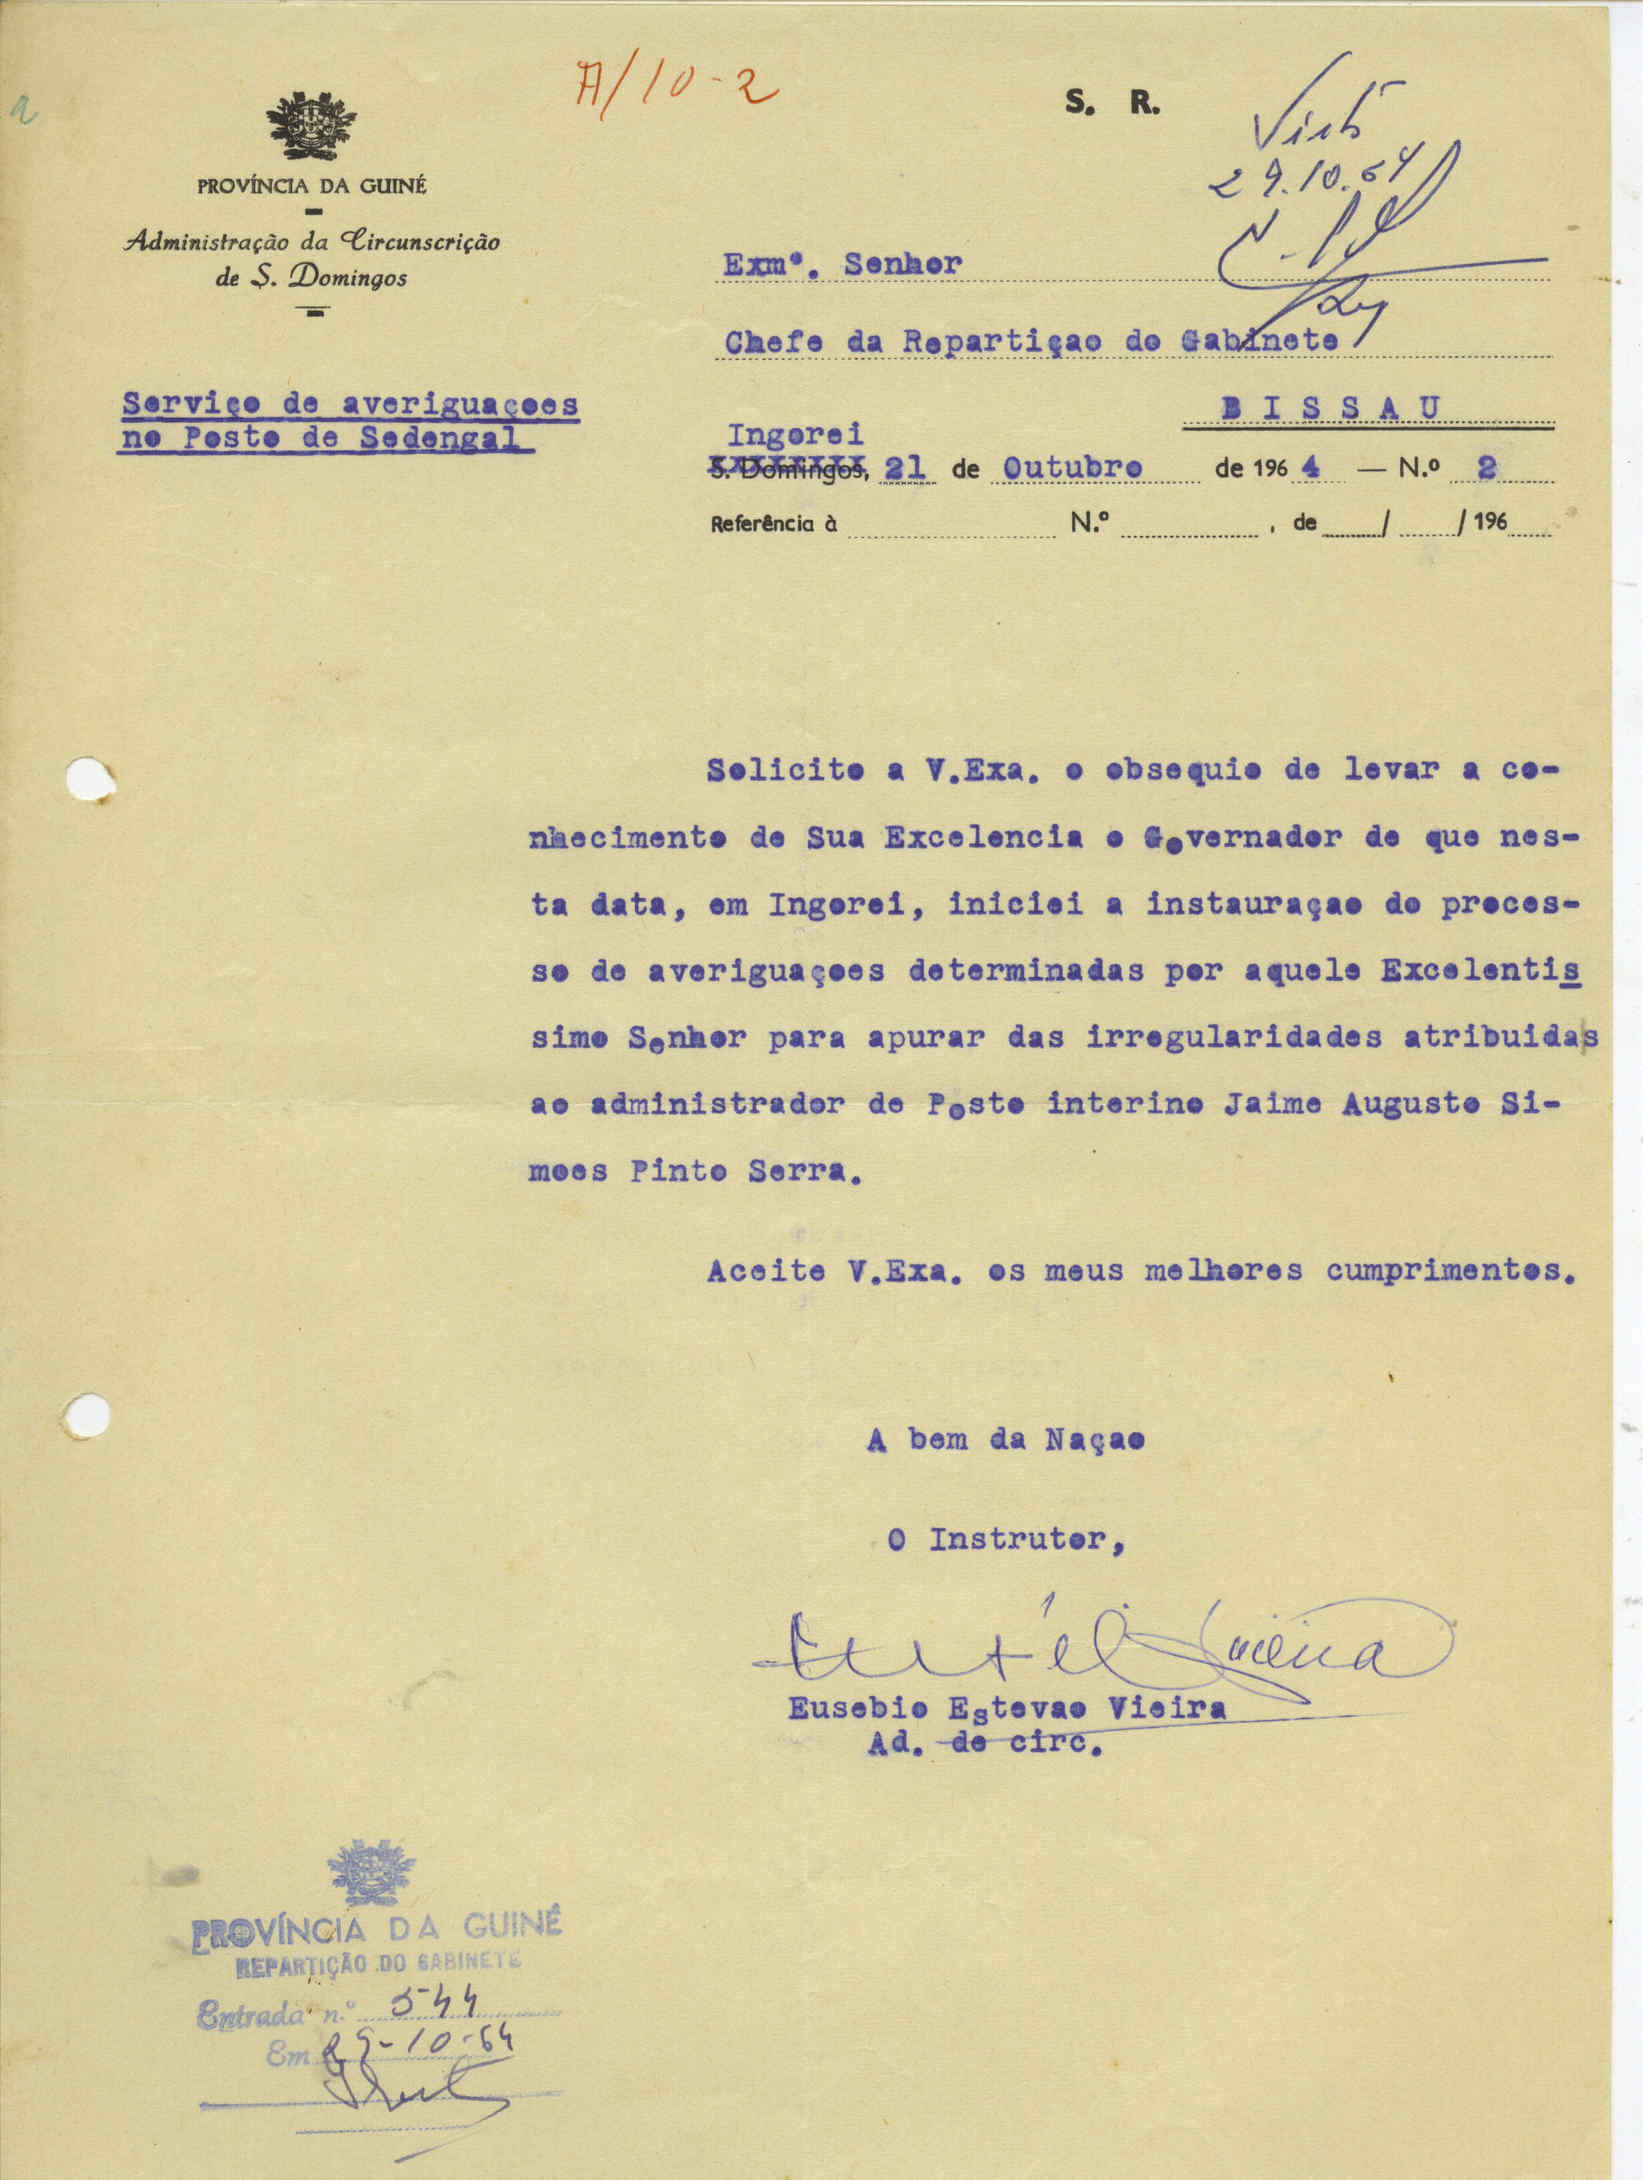 A/10-2
S. R.
Visto
29.10.64
PROVÍNCIA DA GUINÉ
Administração da Circunscrição
de S. Domingos
Exmº. Senhor
Chefe da Repartiçao do Gabinete
BISSAU
Serviço de averiguaçoes
no Posto de Sedengal
Ingorei
S. Domingos, 21 de Outubro de 1964 — N.º 2
Referência à N.º , de / /196
Solicito a V.Exa. o obsequio de levar a co-
nhecimento de Sua Excelencia o Governador de que nes-
ta data, em Ingorei, iniciei a instauraçao do proces-
so de averiguaçoes determinadas por aquele Excelentis
simo Senhor para apurar das irregularidades atribuidas
ao administrador de Posto interino Jaime Augusto Si-
moes Pinto Serra.
Aceite V.Exa. os meus melhores cumprimentos.
A bem da Naçao
O Instrutor,
Eusebio Estevao Vieira
Ad. de circ.
PROVÍNCIA DA GUINÉ
REPARTIÇÃO DO GABINETE
Entrada n.º 544
Em 29-10-64